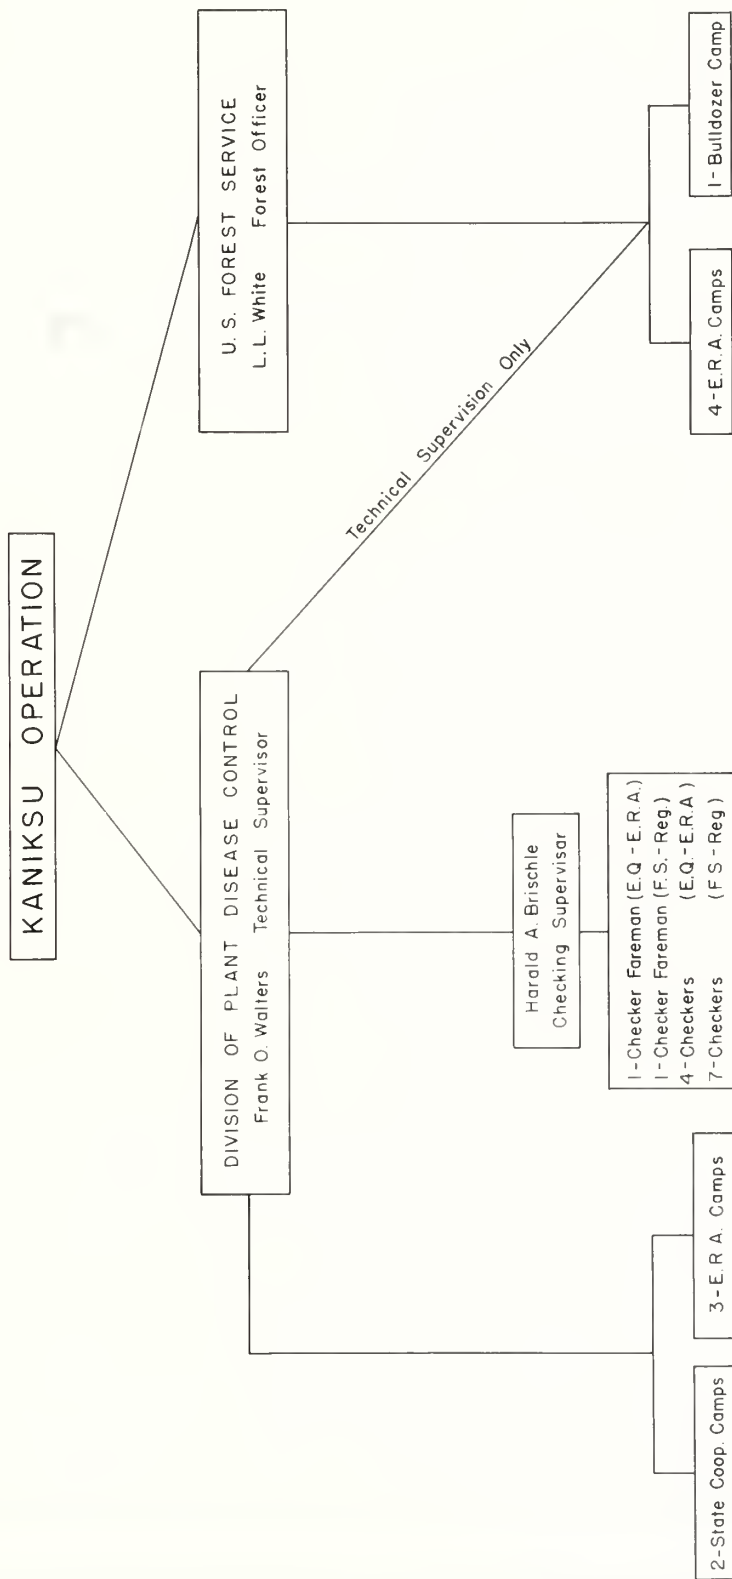 KANIKSU OPERATION
DIVISION OF PLANT DISEASE CONTROL
Frank O. Walters Technical Supervisor
U.S. FOREST SERVICE
L.L. White Forest Officer
Technical Supervision Only
Harald A. Brischle
Checking Supervisar
1-Checker Fareman (E.Q.-E.R.A.)
1-Checker Fareman (F.S.-Reg.)
4-Checkers (E.Q.-E.R.A)
7-Checkers (F S-Reg)
2-State Coop. Camps
3-E.R A. Camps
4-E.R.A. Camps
1-Bulldozer Camp